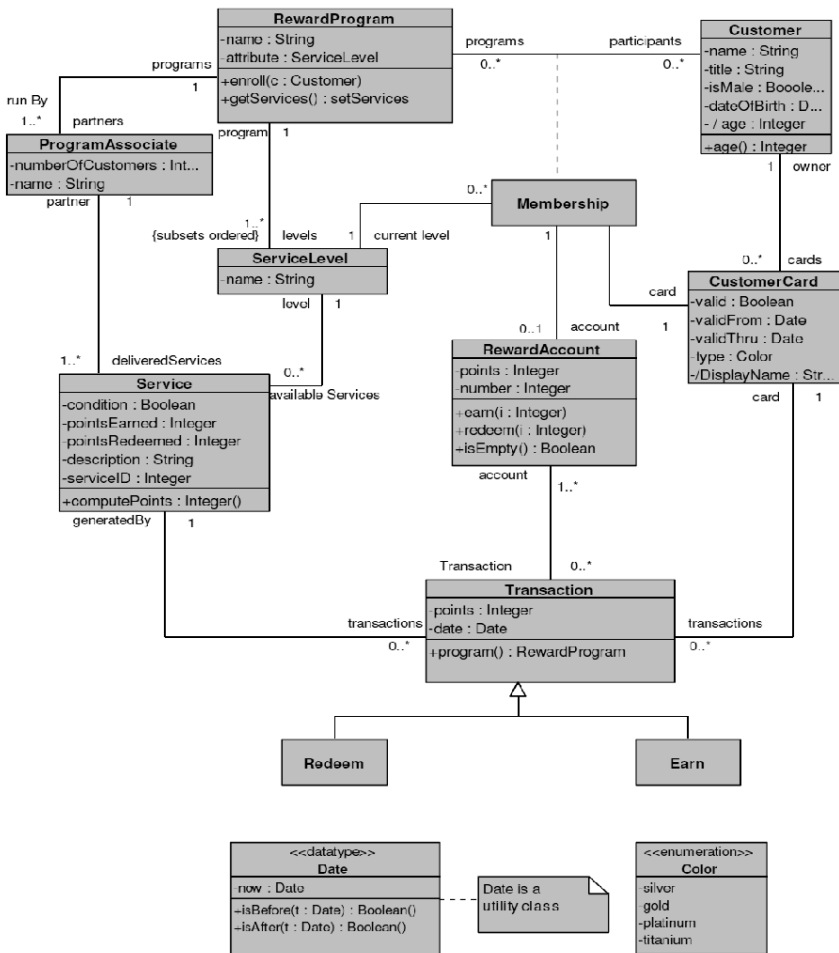 RewardProgram
-name : String
-attribute : ServiceLevel
+enroll(c : Customer)
+getServices() : setServices
programs
0..*
participants
0..*
Customer
-name : String
-title : String
-isMale : Booole...
-dateOfBirth : D...
- / age : Integer
+age() : Integer
programs
1
run By
1..*
partners
ProgramAssociate
-numberOfCustomers : Int...
-name : String
partner
1
program
1
1
owner
0..*
Membership
1..*
{subsets ordered}
levels
1
current level
1
ServiceLevel
-name : String
level
1
0..*
cards
card
1
CustomerCard
-valid : Boolean
-validFrom : Date
-validThru : Date
-type : Color
-/DisplayName : Str...
card
1
0..1
account
RewardAccount
-points : Integer
-number : Integer
+earn(i : Integer)
+redeem(i : Integer)
+isEmpty() : Boolean
account
1..*
1..*
deliveredServices
0..*
available Services
Service
-condition : Boolean
-pointsEarned : Integer
-pointsRedeemed : Integer
-description : String
-serviceID : Integer
+computePoints : Integer()
generatedBy
1
Transaction
0..*
Transaction
-points : Integer
-date : Date
+program() : RewardProgram
transactions
0..*
transactions
0..*
Redeem
Earn
<<datatype>>
Date
-now : Date
+isBefore(t : Date) : Boolean()
+isAfter(t : Date) : Boolean()
Date is a
utility class
<<enumeration>>
Color
-silver
-gold
-platinum
-titanium